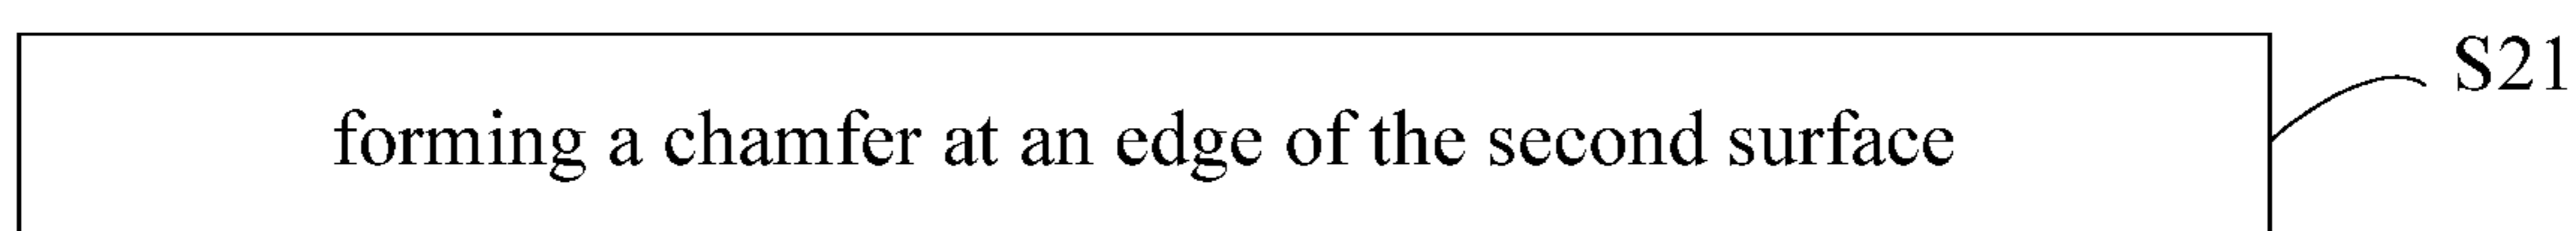 S21
forming a chamfer at an edge of the second surface